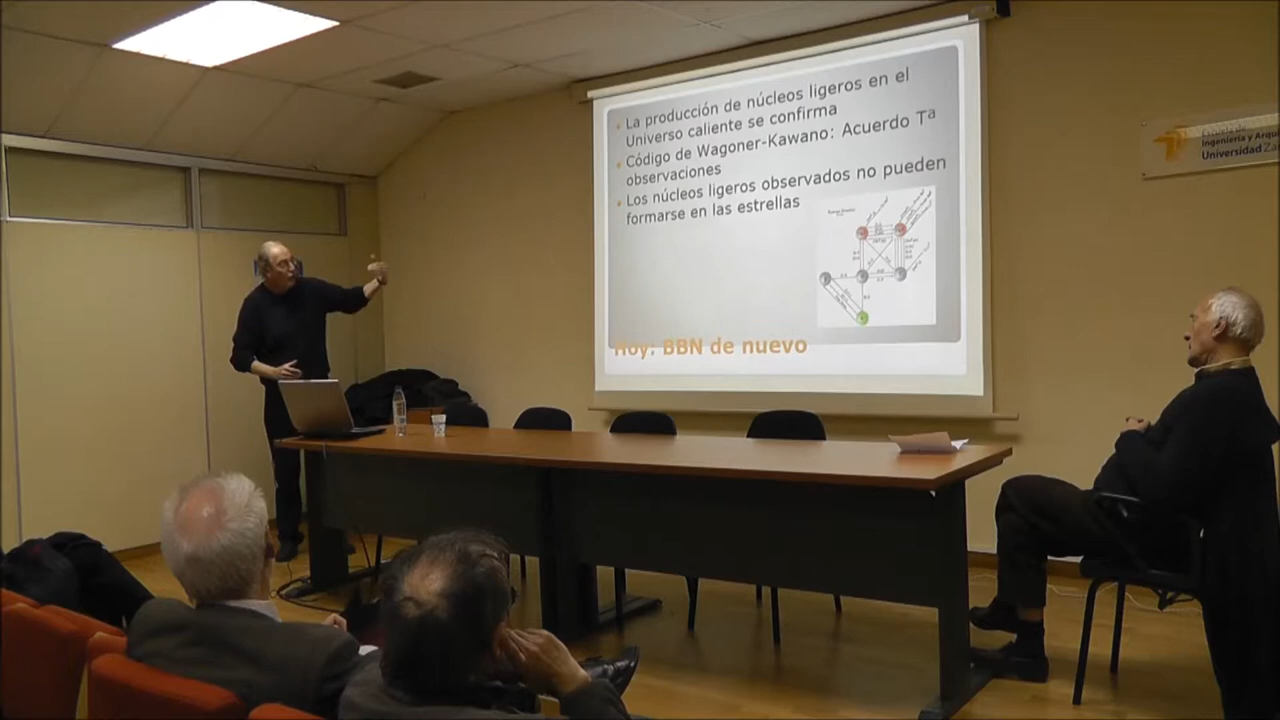 La producción de núcleos ligeros en el
Universo caliente se confirma
Código de Wagoner-Kawano: Acuerdo Tª
observaciones
Los núcleos ligeros observados no pueden
formarse en las estrellas
Hoy: BBN de nuevo
Escuela de
Ingeniería y Arqu
Universidad Za